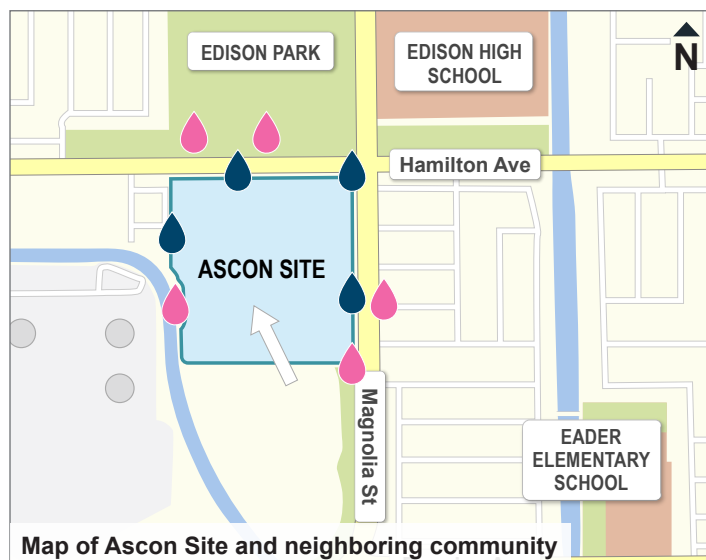 EDISON PARK
EDISON HIGH
SCHOOL
N
Hamilton Ave
ASCON SITE
Magnolia St
EADER
ELEMENTARY
SCHOOL
Map of Ascon Site and neighboring community